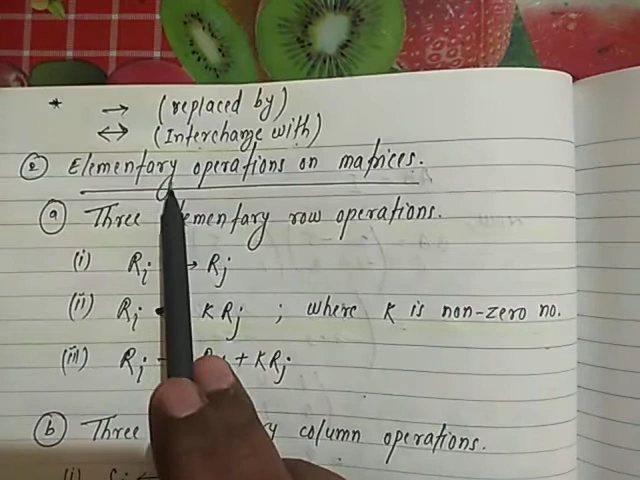 * → (replaced by)
↔ (Interchange with)
② Elementary operations on matrices.
ⓐ Three elementary row operations.
(i) Ri → Rj
(ii) Ri K Rj ; where K is non-zero no.
(iii) Ri + KRj
ⓑ Three column operations.
(i)